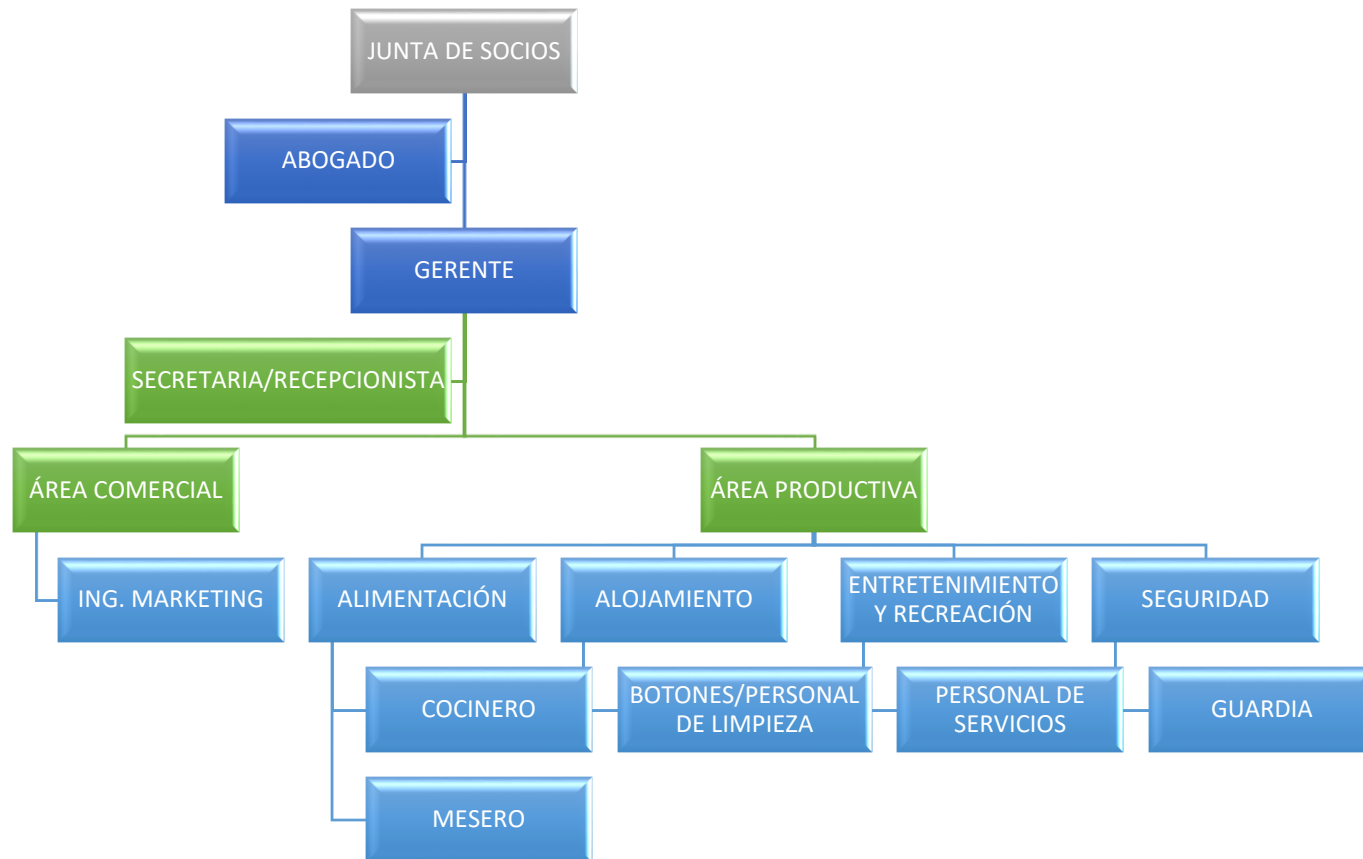 JUNTA DE SOCIOS
ABOGADO
GERENTE
SECRETARIA/RECEPCIONISTA
ÁREA COMERCIAL
ÁREA PRODUCTIVA
ING. MARKETING
ALIMENTACIÓN
ALOJAMIENTO
ENTRETENIMIENTO
Y RECREACIÓN
SEGURIDAD
COCINERO
BOTONES/PERSONAL
DE LIMPIEZA
PERSONAL DE
SERVICIOS
GUARDIA
MESERO